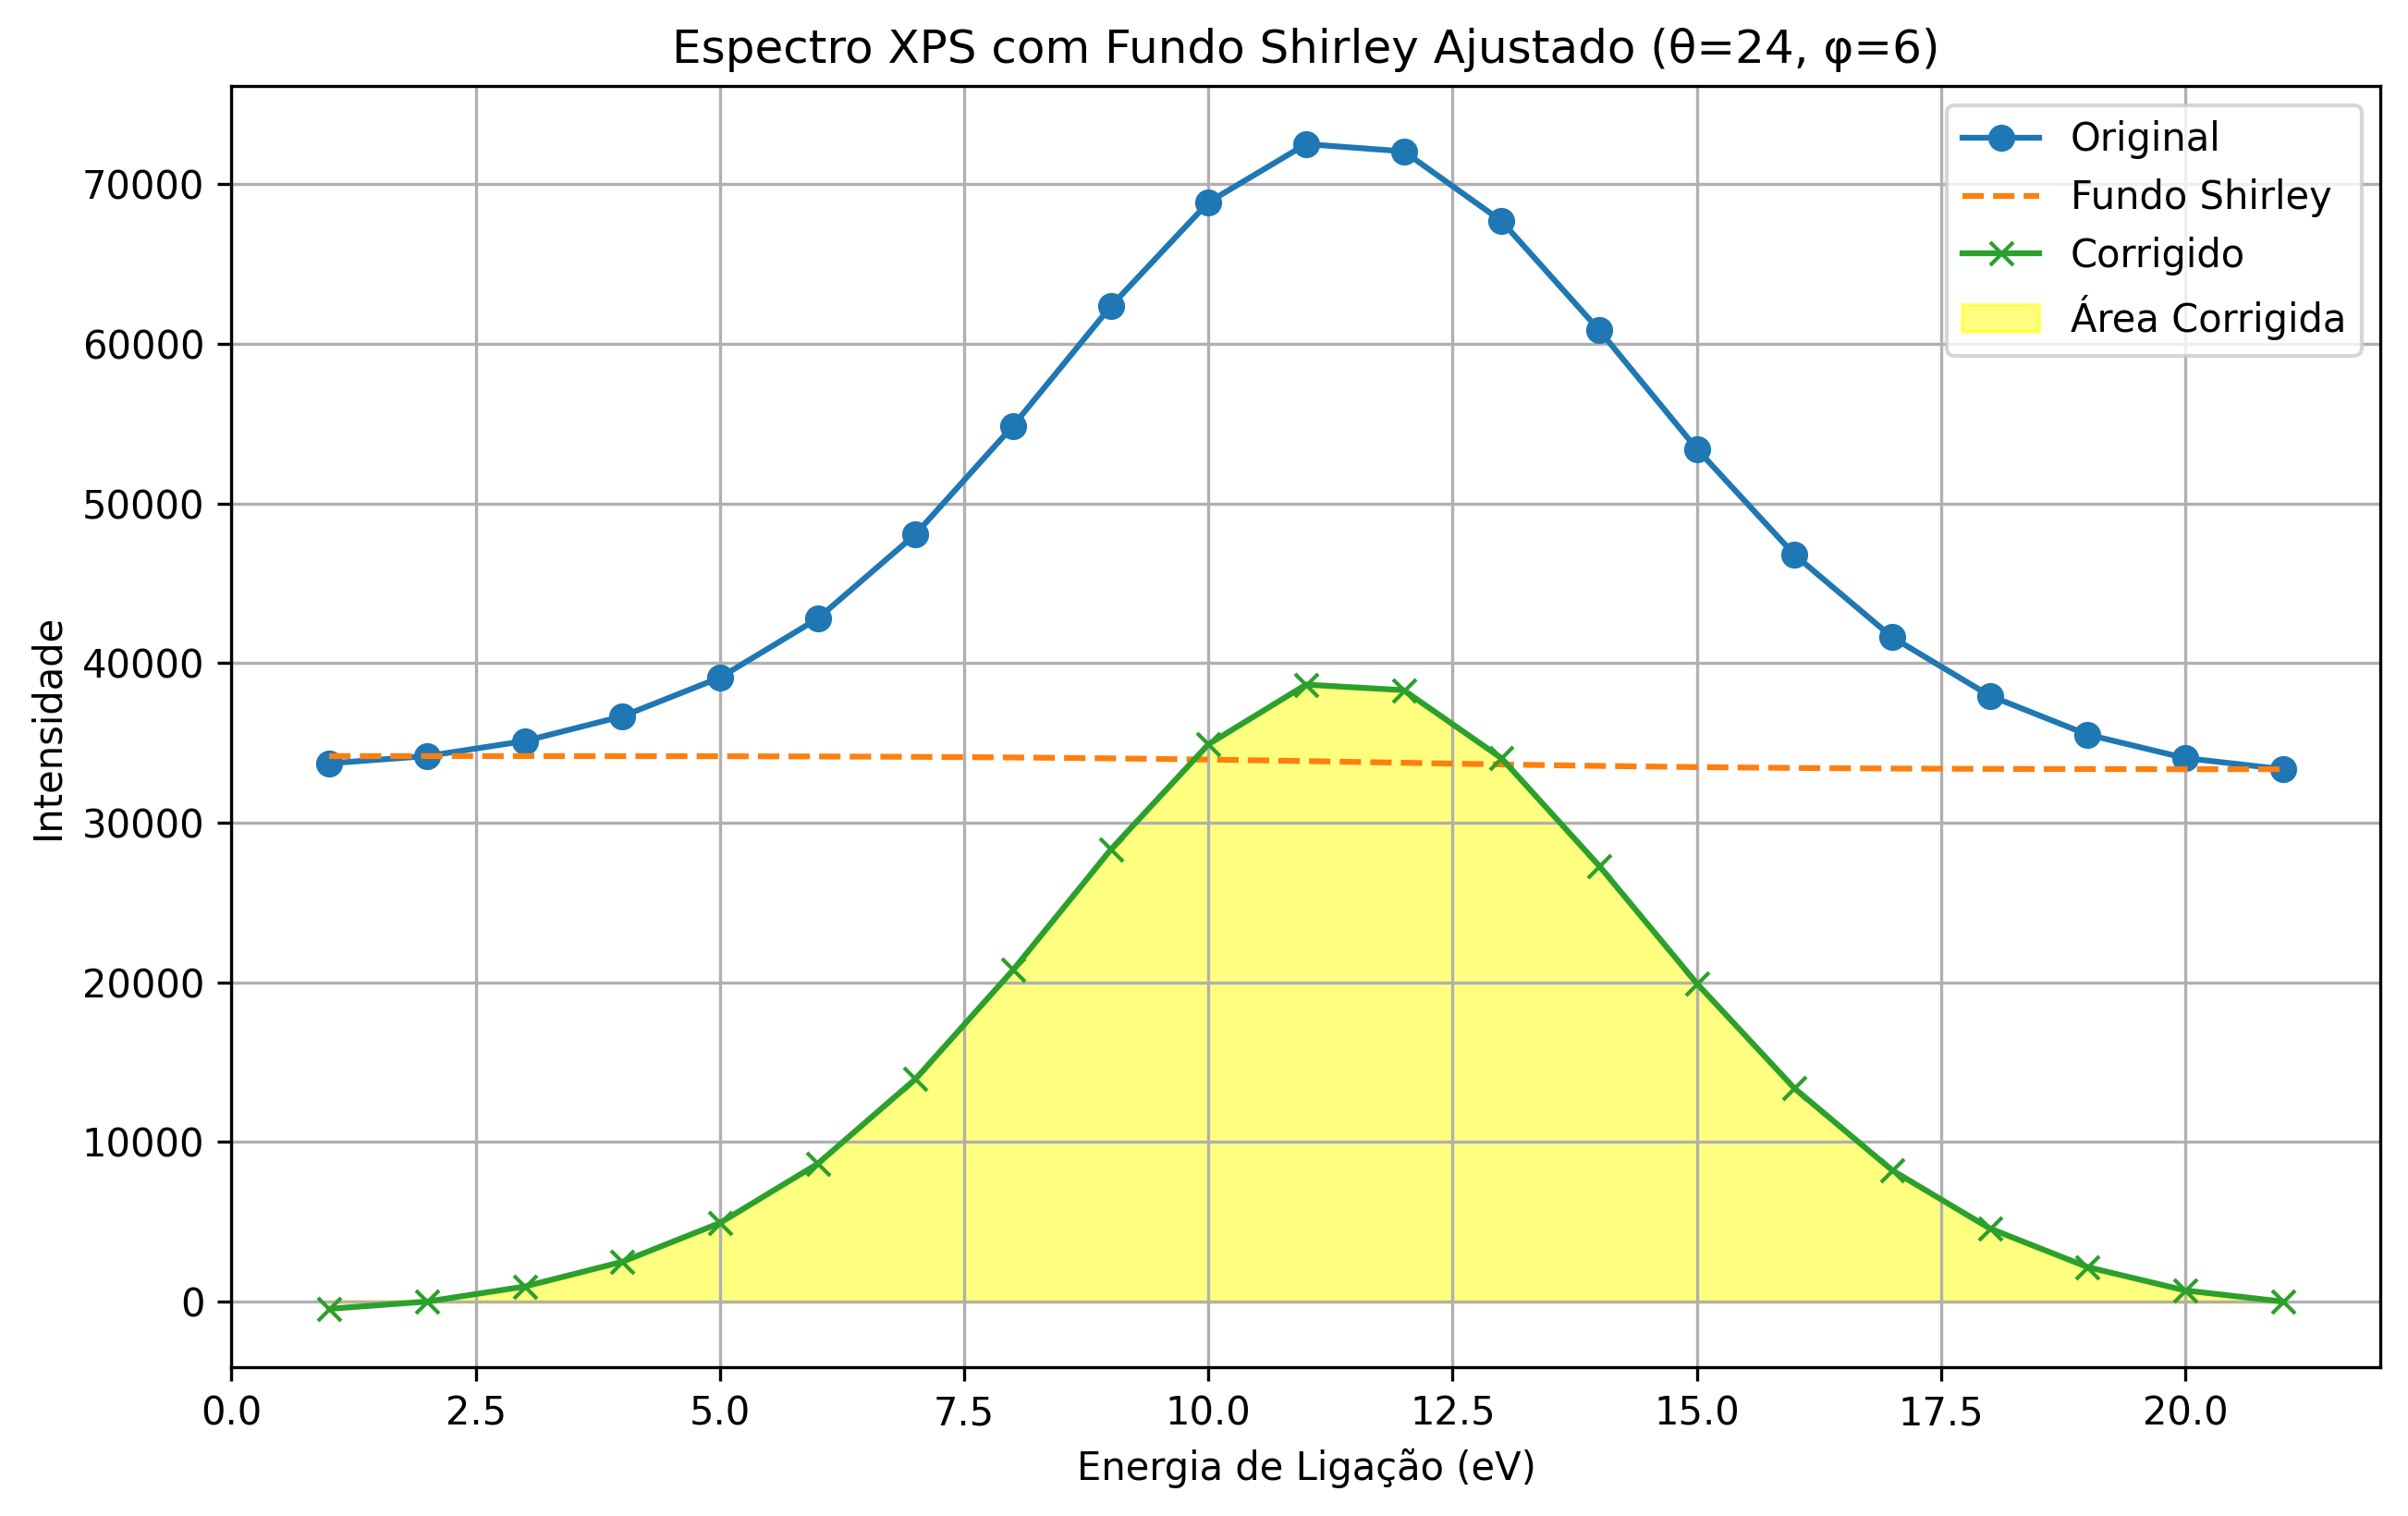 Espectro XPS com Fundo Shirley Ajustado (θ=24, φ=6)
Original
Fundo Shirley
Corrigido
Área Corrigida
Intensidade
70000
60000
50000
40000
30000
20000
10000
0
0.0 2.5 5.0 7.5 10.0 12.5 15.0 17.5 20.0
Energia de Ligação (eV)